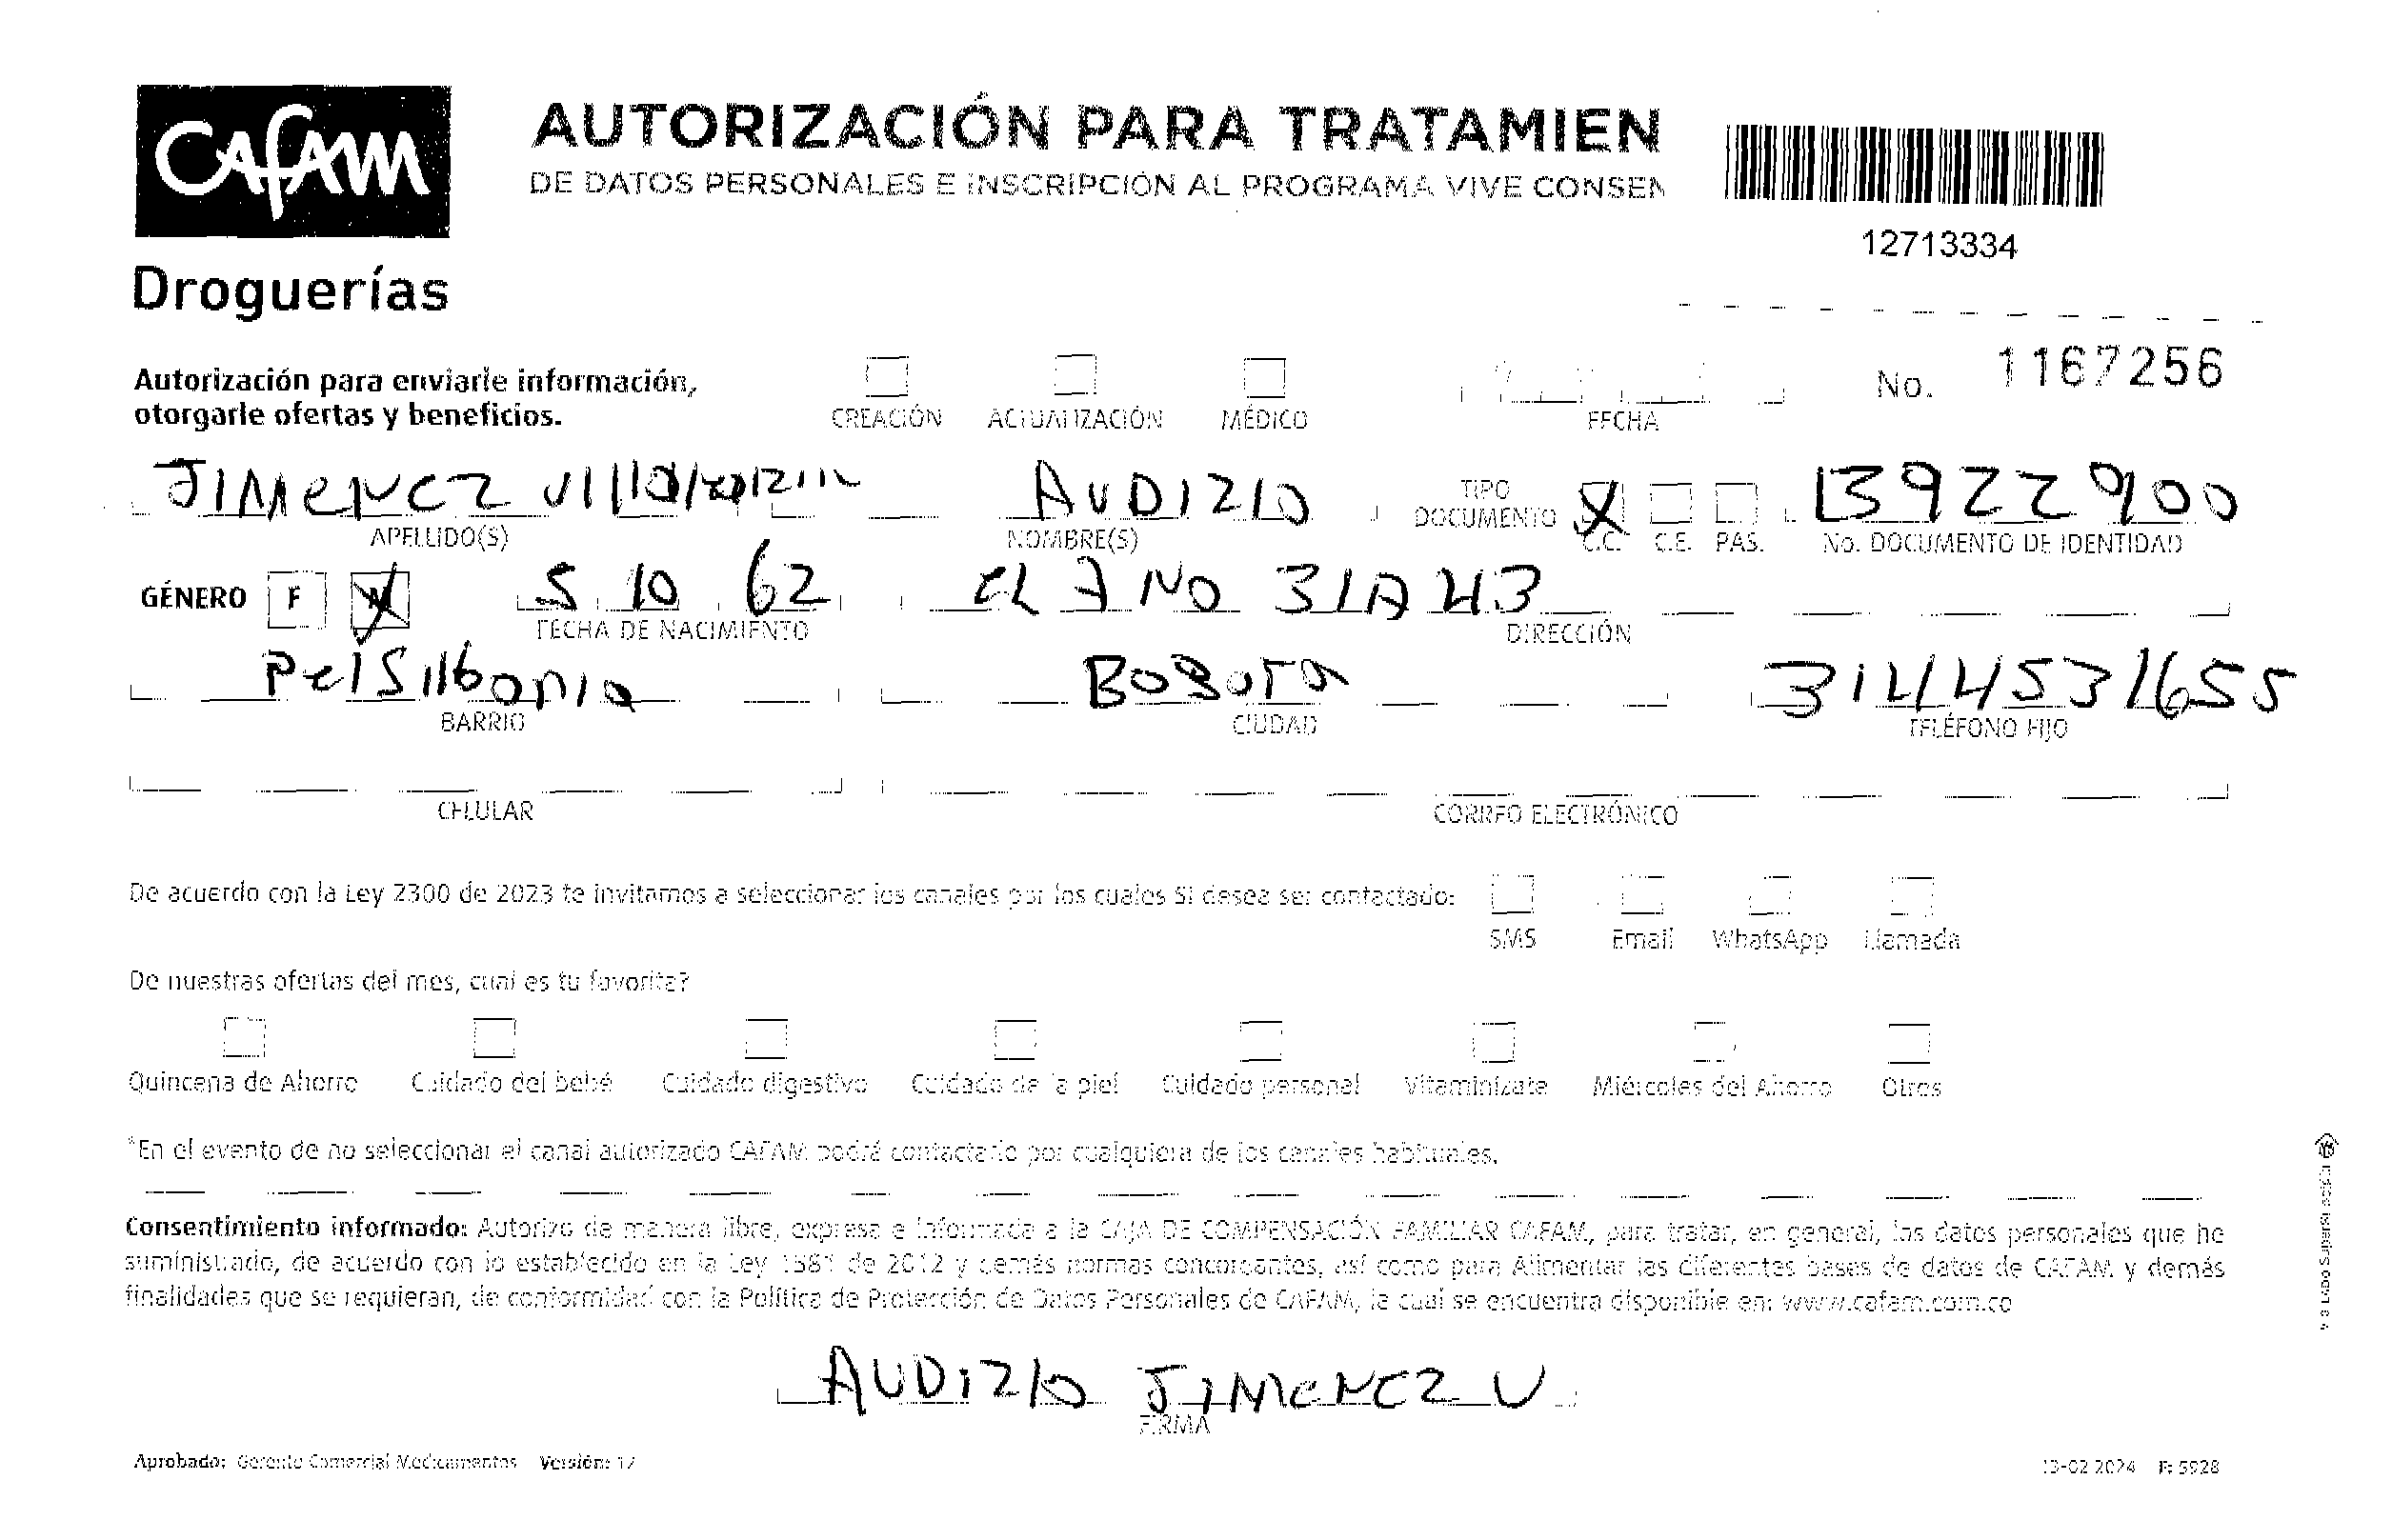 CAFAM
Droguerías
AUTORIZACIÓN PARA TRATAMIEN
DE DATOS PERSONALES E INSCRIPCIÓN AL PROGRAMA VIVE CONSEN
12713334
Autorización para enviarle información,
otorgarle ofertas y beneficios.
CREACIÓN ACTUALIZACIÓN MÉDICO FECHA No. 1167256
JIMENEZ AUDIZIO TIPO DOCUMENTO X 13922900
APELLIDO(S) NOMBRE(S) C.C. C.E. PAS. No. DOCUMENTO DE IDENTIDAD
GÉNERO F M 5 10 62 CL 7 NO 31A 43
FECHA DE NACIMIENTO DIRECCIÓN
BOGOTA 3144531655
BARRIO CIUDAD TELÉFONO FIJO
CELULAR CORREO ELECTRÓNICO
De acuerdo con la Ley 2300 de 2023 te invitamos a seleccionar los canales por los cuales SI desea ser contactado:
SMS Email WhatsApp Llamada
De nuestras ofertas del mes, cual es tu favorita?
Quincena de Ahorro Cuidado del bebé Cuidado digestivo Cuidado de la piel Cuidado personal Vitaminízate Miércoles del Ahorro Otros
*En el evento de no seleccionar el canal autorizado CAFAM podrá contactarlo por cualquiera de los canales habituales.
Consentimiento informado: Autorizo de manera libre, expresa e informada a la CAJA DE COMPENSACIÓN FAMILIAR CAFAM, para tratar, en general, los datos personales que he
suministrado, de acuerdo con lo establecido en la Ley 1581 de 2012 y demás normas concordantes, así como para Alimentar las diferentes bases de datos de CAFAM y demás
finalidades que se requieran, de conformidad con la Política de Protección de Datos Personales de CAFAM, la cual se encuentra disponible en: www.cafam.com.co
AUDIZIO JIMENEZ V
FIRMA
Aprobado: Gerente Comercial Medicamentos Versión: 12
13-02 2024 F: 5928